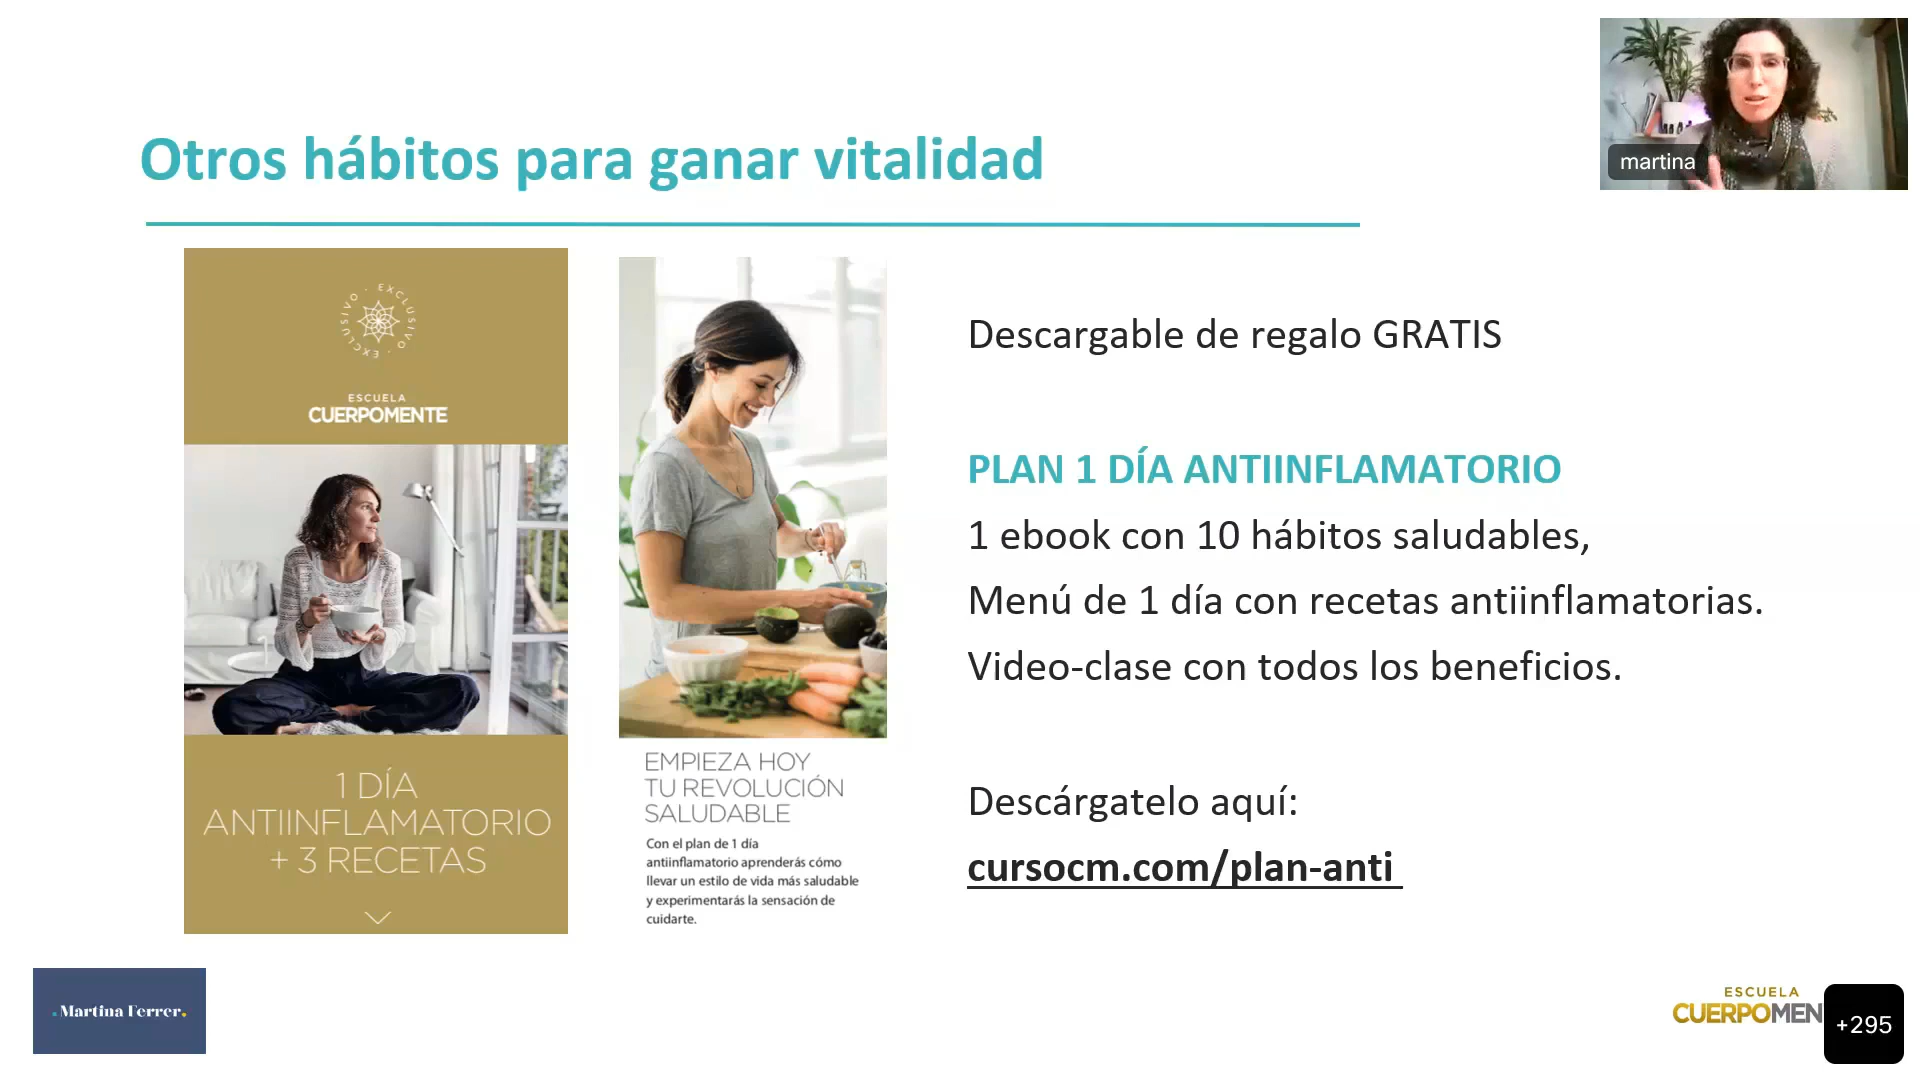 martina
Otros hábitos para ganar vitalidad
EXCLUSIVO · EXCLUSIVO ·
ESCUELA
CUERPOMENTE
1 DÍA
ANTIINFLAMATORIO
+ 3 RECETAS
EMPIEZA HOY
TU REVOLUCIÓN
SALUDABLE
Con el plan de 1 día
antiinflamatorio aprenderás cómo
llevar un estilo de vida más saludable
y experimentarás la sensación de
cuidarte.
Descargable de regalo GRATIS
PLAN 1 DÍA ANTIINFLAMATORIO
1 ebook con 10 hábitos saludables,
Menú de 1 día con recetas antiinflamatorias.
Video-clase con todos los beneficios.
Descárgatelo aquí:
cursocm.com/plan-anti
.Martina Ferrer.
ESCUELA
CUERPOMEN
+295